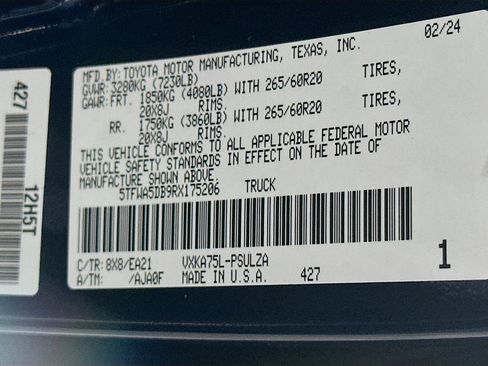 MFD.BY:TOYOTA MOTOR MANUFACTURING, TEXAS, INC. 02/24
GVWR:3280KG (7230LB)
GAWR:FRT. 1850KG (4080LB) WITH 265/60R20 TIRES,
20X8J RIMS,
RR. 1750KG (3860LB) WITH 265/60R20 TIRES,
20X8J RIMS.
THIS VEHICLE CONFORMS TO ALL APPLICABLE FEDERAL MOTOR
VEHICLE SAFETY STANDARDS IN EFFECT ON THE DATE OF
MANUFACTURE SHOWN ABOVE.
5TFWA5DB9RX175206 TRUCK
C/TR: 8X8/EA21 VXKA75L-PSULZA
A/TM: /AJA0F MADE IN U.S.A. 427
1
427
12H5T